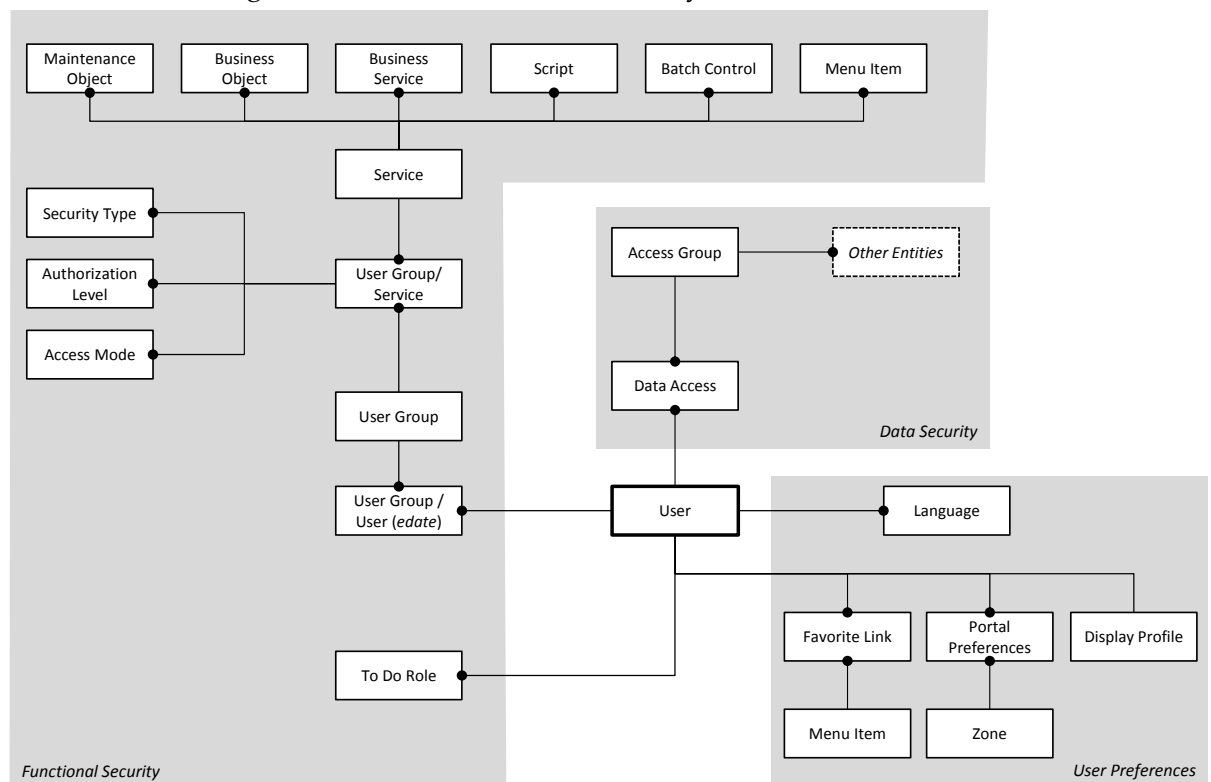 Maintenance
Object
Business
Object
Business
Service
Script
Batch Control
Menu Item
Service
Security Type
Authorization
Level
Access Mode
User Group/
Service
Access Group
Other Entities
Data Access
Data Security
User Group
User Group /
User (edate)
User
Language
Favorite Link
Portal
Preferences
Display Profile
To Do Role
Menu Item
Zone
Functional Security
User Preferences